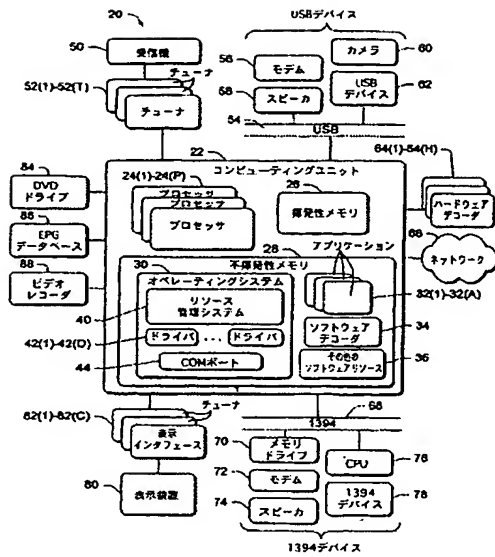 コンピュータ
20
USBデバイス
50
受信機
チューナ
52(1)-52(T)
チューナ
56
モデム
58
スピーカ
カメラ
60
USB
デバイス
62
54
USB
22
コンピューティングユニット
24(1)-24(P)
プロセッサ
プロセッサ
プロセッサ
26
揮発性メモリ
64(1)-64(H)
ハードウェア
デコーダ
84
DVD
ドライブ
86
EPG
データベース
88
ビデオ
レコーダ
ネットワーク
28
アプリケーション
不揮発性メモリ
30
オペレーティングシステム
40
リソース
管理システム
42(1)-42(D)
ドライバ
...
ドライバ
44
COMポート
32(1)-32(A)
ソフトウェア
デコーダ
34
その他の
ソフトウェアリソース
36
82(1)-82(C)
チューナ
表示
インタフェース
80
表示装置
68
1394
70
メモリ
ドライブ
72
モデム
74
スピーカ
CPU
76
1394
デバイス
78
1394デバイス